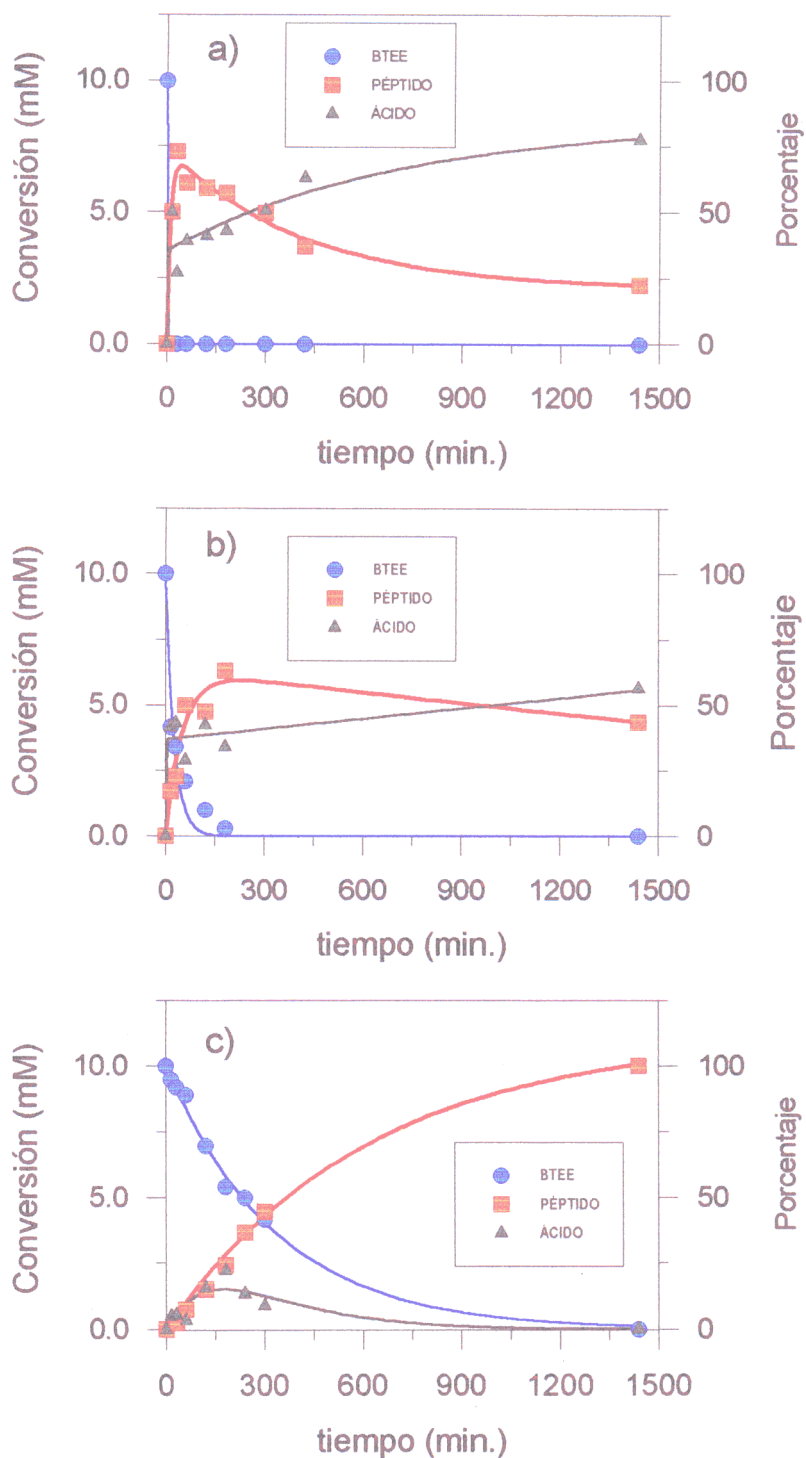 a)
BTEE
PÉPTIDO
ÁCIDO
Conversión (mM)
10.0
5.0
0.0
Porcentaje
100
50
0
0 300 600 900 1200 1500
tiempo (min.)
b)
BTEE
PÉPTIDO
ÁCIDO
Conversión (mM)
10.0
5.0
0.0
Porcentaje
100
50
0
0 300 600 900 1200 1500
tiempo (min.)
c)
BTEE
PÉPTIDO
ÁCIDO
Conversión (mM)
10.0
5.0
0.0
Porcentaje
100
50
0
0 300 600 900 1200 1500
tiempo (min.)